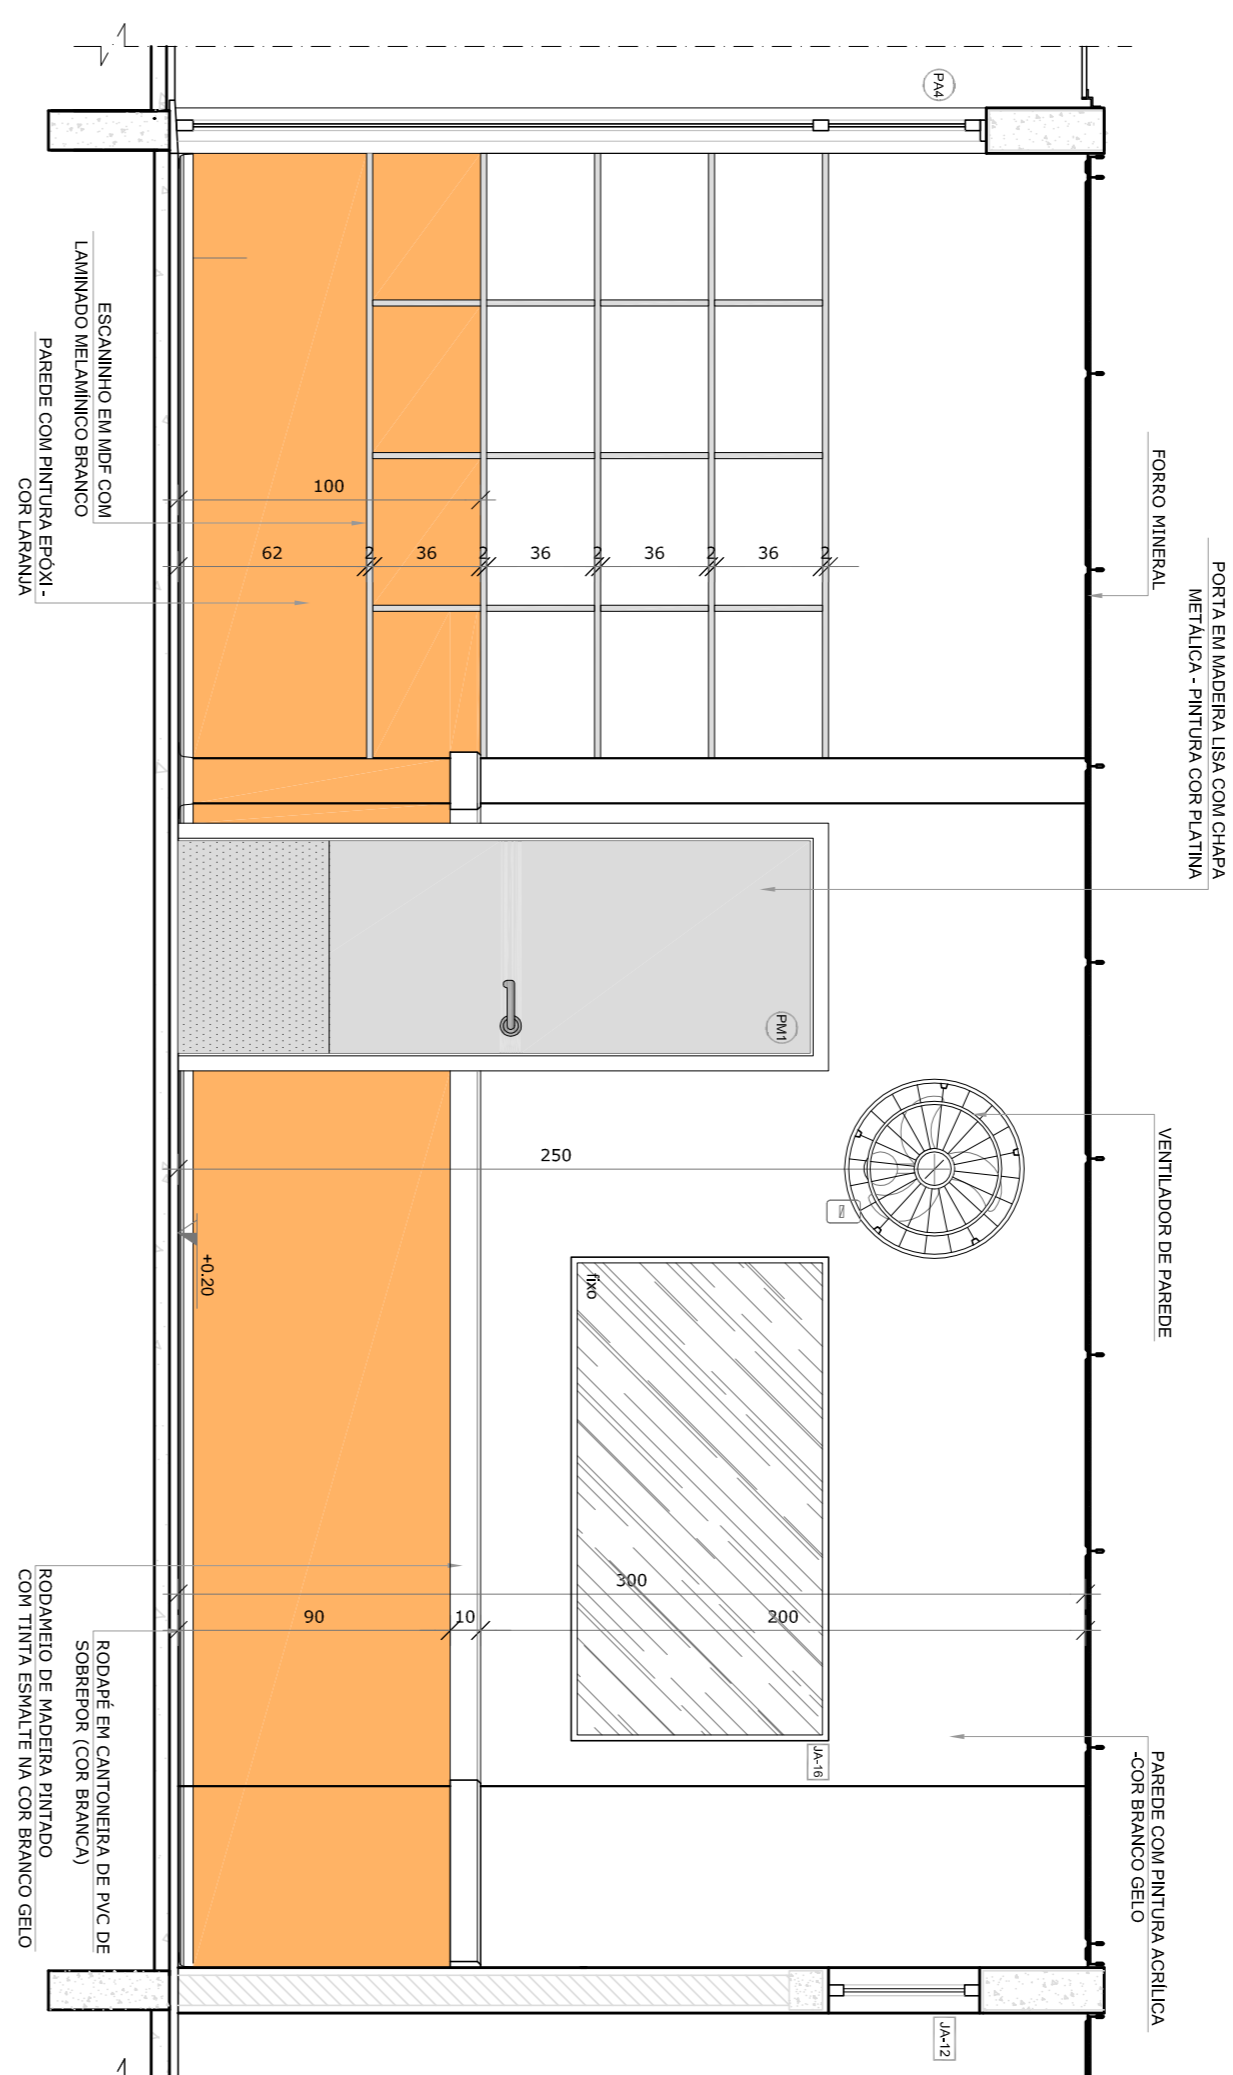 PORTA EM MADEIRA LISA COM CHAPA
METÁLICA - PINTURA COR PLATINA
FORRO MINERAL
VENTILADOR DE PAREDE
PAREDE COM PINTURA ACRÍLICA
-COR BRANCO GELO
PA4
JA-12
JA-16
PM1
fixo
250
300
200
100
62
2
36
2
36
2
36
2
36
2
90
10
+0.20
ESCANINHO EM MDF COM
LAMINADO MELAMÍNICO BRANCO
PAREDE COM PINTURA EPÓXI -
COR LARANJA
RODAPÉ EM CANTONEIRA DE PVC DE
SOBREPOR (COR BRANCA)
RODAMEIO DE MADEIRA PINTADO
COM TINTA ESMALTE NA COR BRANCO GELO